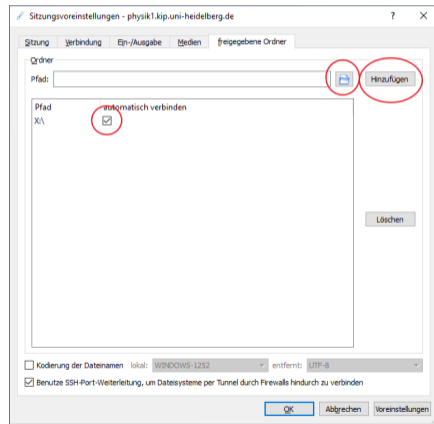 Sitzungsvoreinstellungen - physik1.kip.uni-heidelberg.de ? ×
Sitzung Verbindung Ein-/Ausgabe Medien freigegebene Ordner
Ordner
Pfad: Hinzufügen
Pfad automatisch verbinden
X:\
Löschen
Kodierung der Dateinamen lokal: WINDOWS-1252 entfernt: UTF-8
Benutze SSH-Port-Weiterleitung, um Dateisysteme per Tunnel durch Firewalls hindurch zu verbinden
OK Abbrechen Voreinstellungen